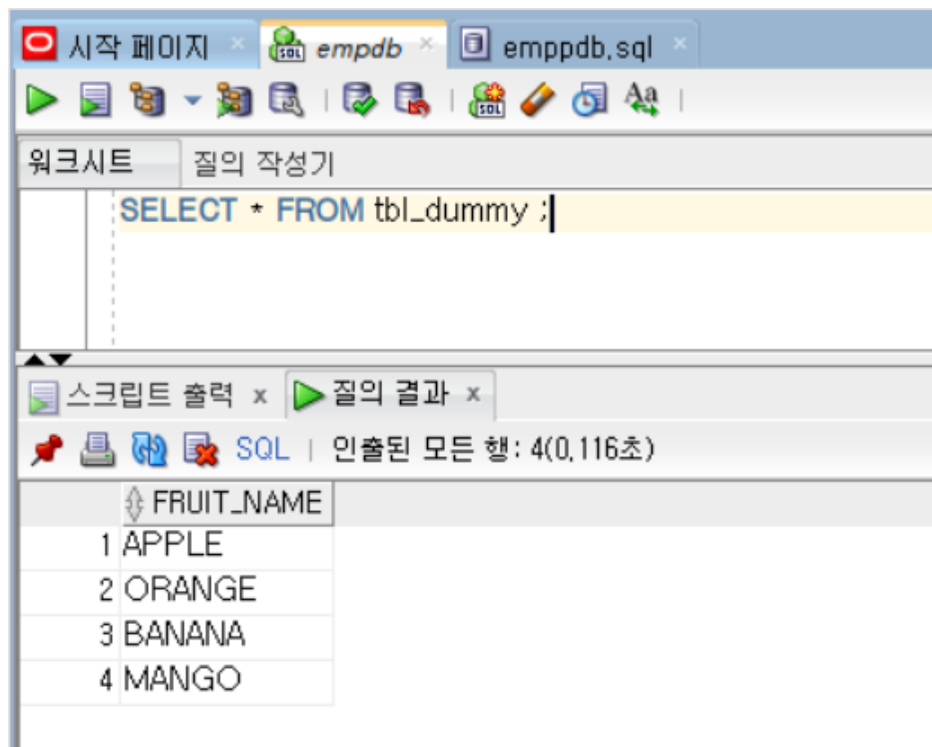 시작 페이지 × empdb × emppdb.sql ×
SQL Aa
워크시트 질의 작성기
SELECT * FROM tbl_dummy ;
스크립트 출력 x 질의 결과 x
SQL | 인출된 모든 행: 4(0,116초)
FRUIT_NAME
1 APPLE
2 ORANGE
3 BANANA
4 MANGO